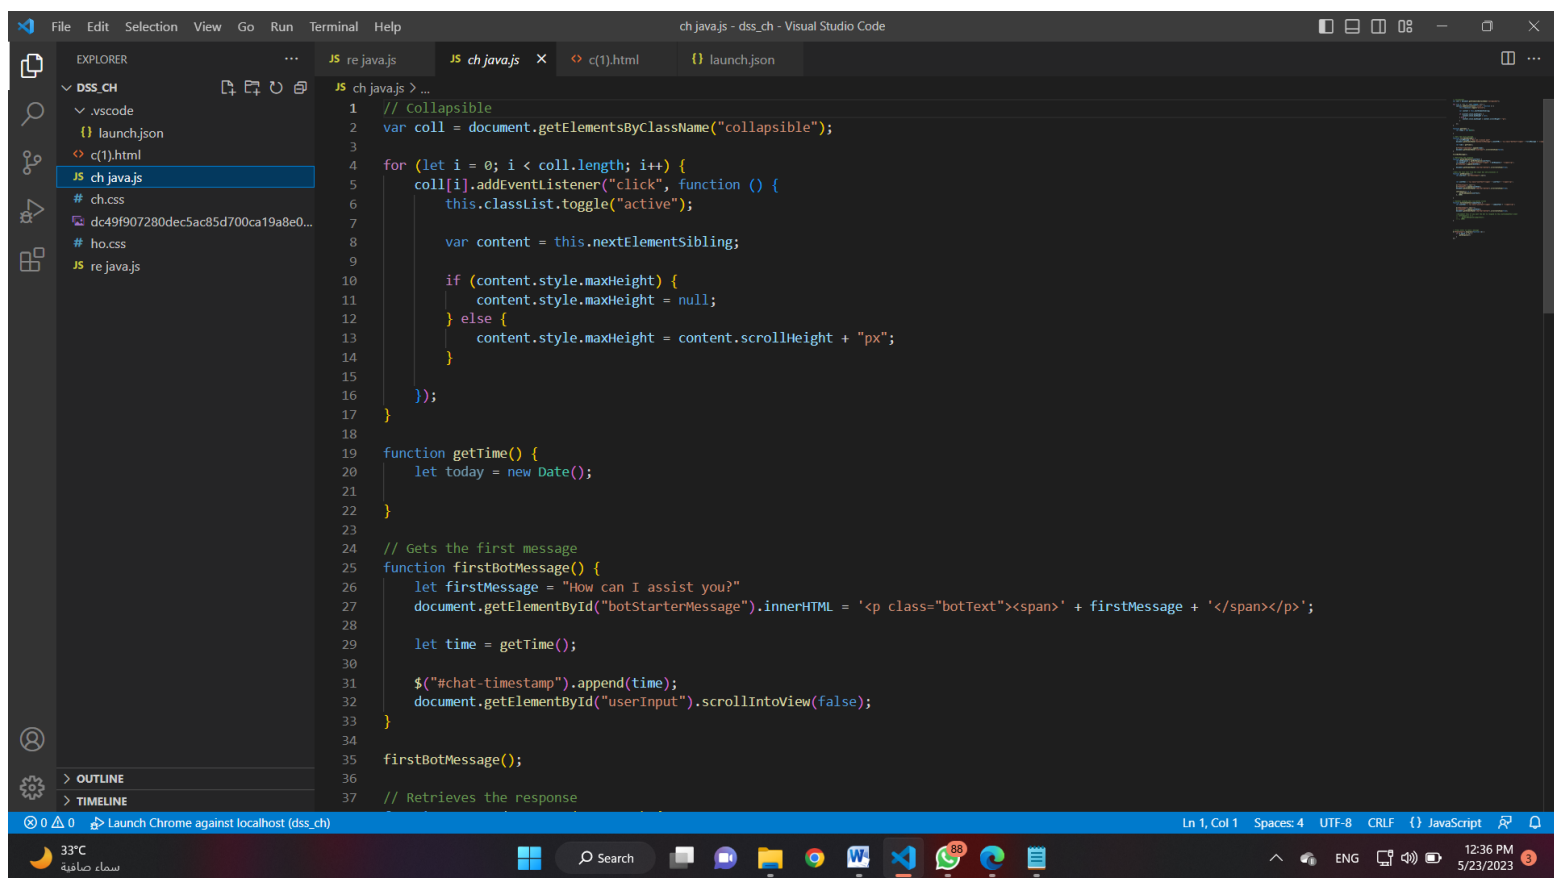 File Edit Selection View Go Run Terminal Help
ch java.js - dss_ch - Visual Studio Code
EXPLORER
DSS_CH
.vscode
{} launch.json
<> c(1).html
JS ch java.js
# ch.css
dc49f907280dec5ac85d700ca19a8e0...
# ho.css
JS re java.js
OUTLINE
TIMELINE
JS re java.js
JS ch java.js
<> c(1).html
{} launch.json
JS ch java.js > ...
1 // Collapsible
2 var coll = document.getElementsByClassName("collapsible");
3
4 for (let i = 0; i < coll.length; i++) {
5     coll[i].addEventListener("click", function () {
6         this.classList.toggle("active");
7
8         var content = this.nextElementSibling;
9
10         if (content.style.maxHeight) {
11             content.style.maxHeight = null;
12         } else {
13             content.style.maxHeight = content.scrollHeight + "px";
14         }
15
16     });
17 }
18
19 function getTime() {
20     let today = new Date();
21
22 }
23
24 // Gets the first message
25 function firstBotMessage() {
26     let firstMessage = "How can I assist you?"
27     document.getElementById("botStarterMessage").innerHTML = '<p class="botText"><span>' + firstMessage + '</span></p>';
28
29     let time = getTime();
30
31     $("#chat-timestamp").append(time);
32     document.getElementById("userInput").scrollIntoView(false);
33 }
34
35 firstBotMessage();
36
37 // Retrieves the response
0 0 Launch Chrome against localhost (dss_ch)
Ln 1, Col 1 Spaces: 4 UTF-8 CRLF {} JavaScript
33°C
سماء صافية
Search
88
ENG
12:36 PM
5/23/2023
3